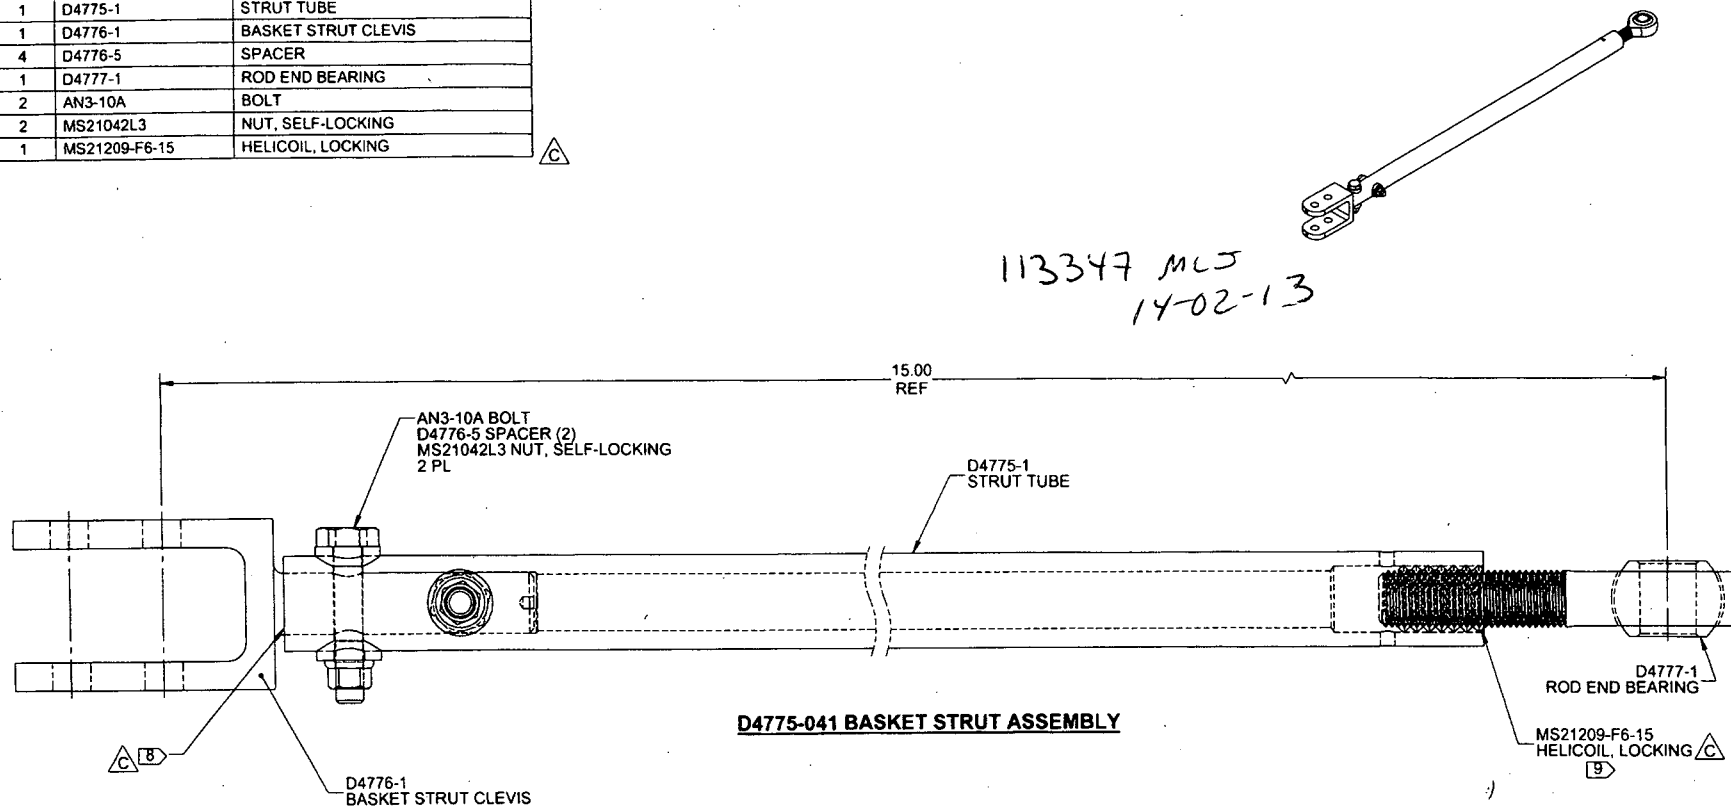 1 D4775-1 STRUT TUBE
1 D4776-1 BASKET STRUT CLEVIS
4 D4776-5 SPACER
1 D4777-1 ROD END BEARING
2 AN3-10A BOLT
2 MS21042L3 NUT, SELF-LOCKING
1 MS21209-F6-15 HELICOIL, LOCKING
C
113347 MLJ
14-02-13
15.00
REF
AN3-10A BOLT
D4776-5 SPACER (2)
MS21042L3 NUT, SELF-LOCKING
2 PL
D4775-1
STRUT TUBE
D4777-1
ROD END BEARING
D4775-041 BASKET STRUT ASSEMBLY
MS21209-F6-15
HELICOIL, LOCKING C
9
C 8
D4776-1
BASKET STRUT CLEVIS